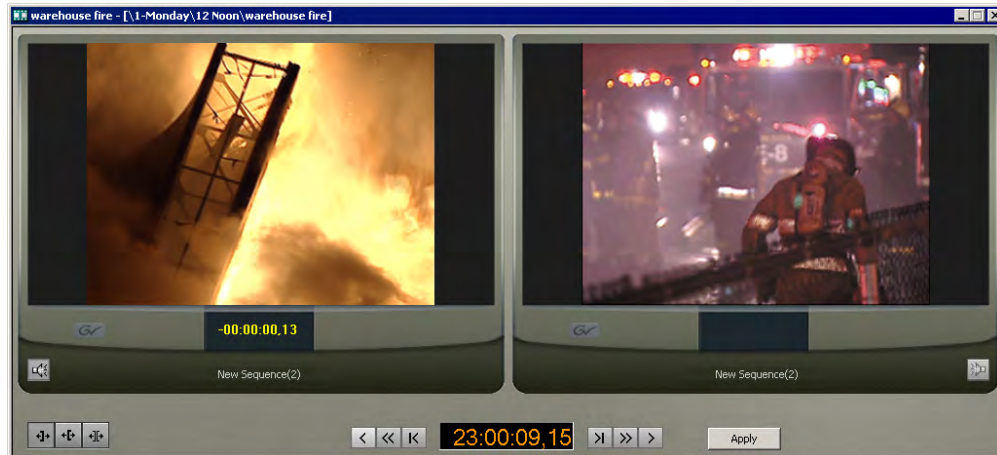 warehouse fire - [\1-Monday\12 Noon\warehouse fire]
F-8
GV
-00:00:00,13
GV
New Sequence(2)
New Sequence(2)
23:00:09,15
Apply